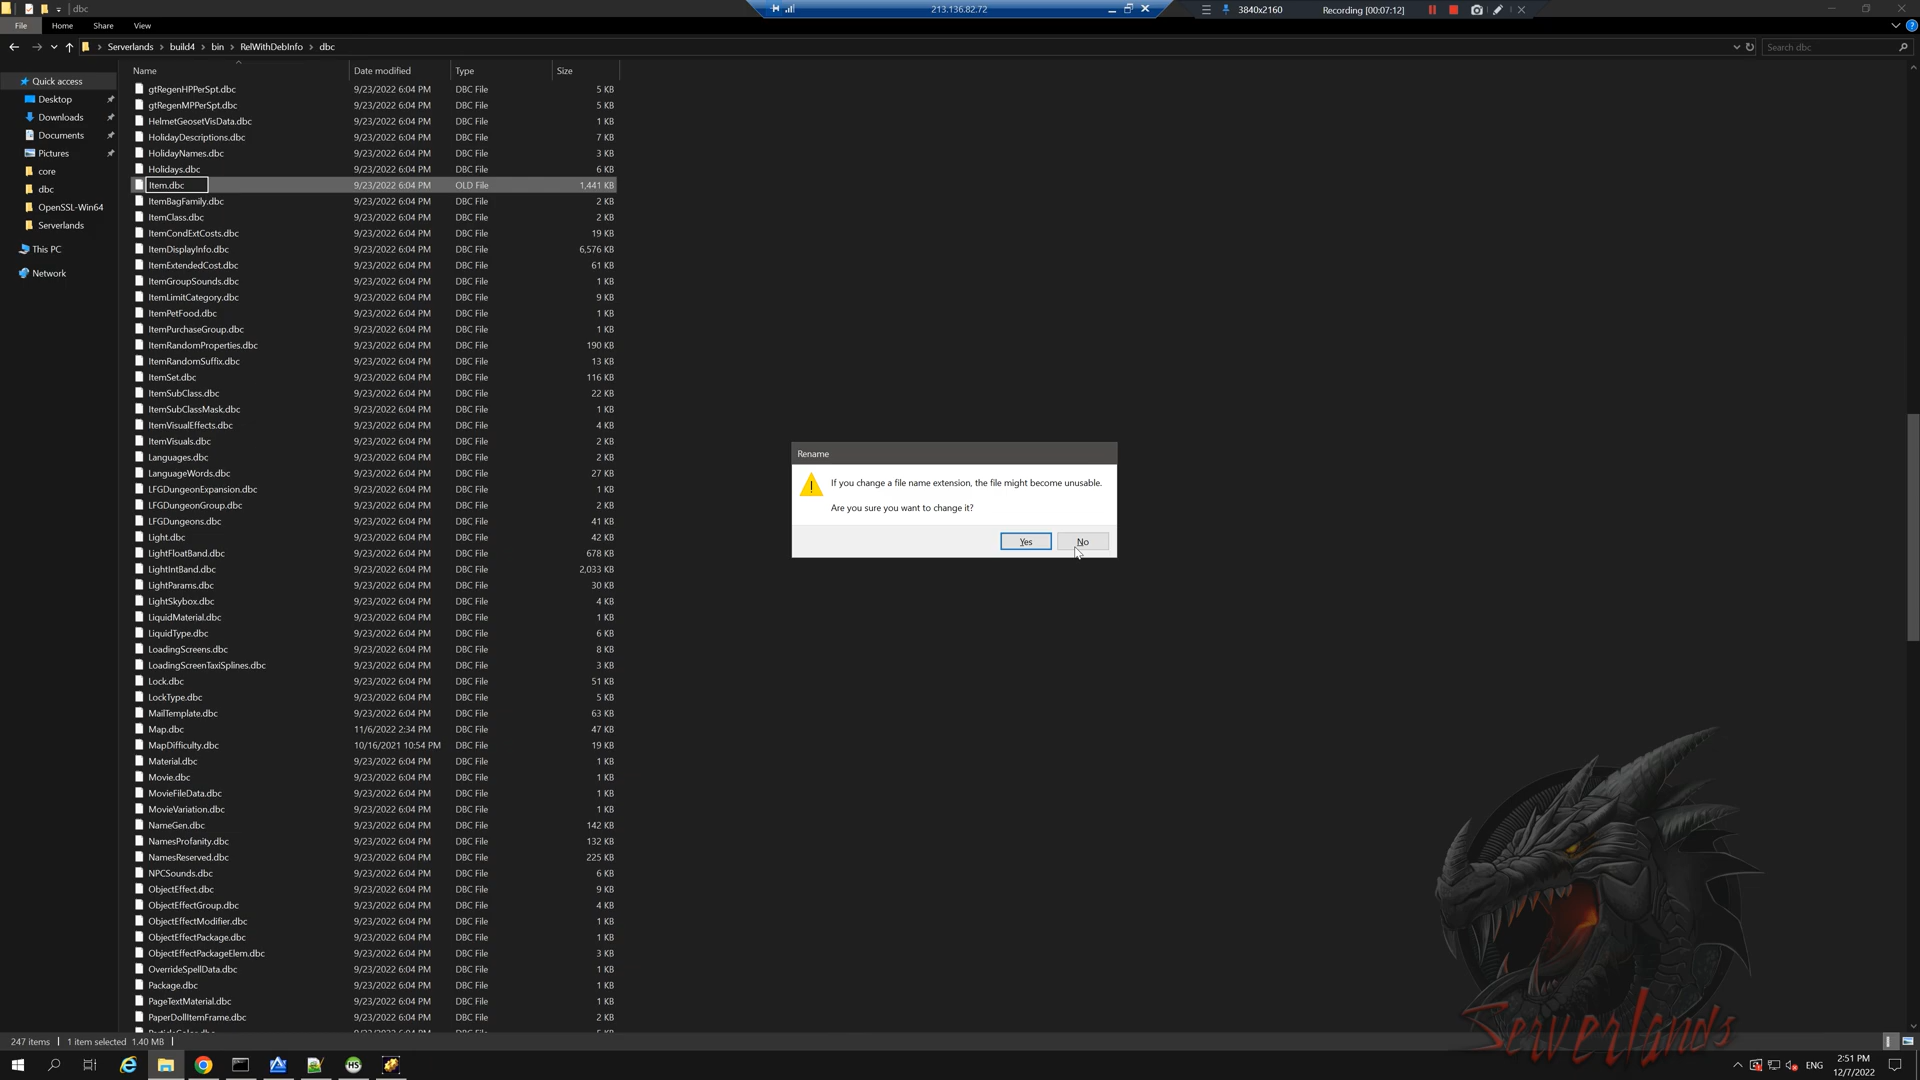 dbc
213.136.82.72
3840x2160 Recording [00:07:12]
File Home Share View
Serverlands > build4 > bin > RelWithDebInfo > dbc
Search dbc
Name Date modified Type Size
Quick access
Desktop
Downloads
Documents
Pictures
core
dbc
OpenSSL-Win64
Serverlands
This PC
Network
gtRegenHPPerSpt.dbc 9/23/2022 6:04 PM DBC File 5 KB
gtRegenMPPerSpt.dbc 9/23/2022 6:04 PM DBC File 5 KB
HelmetGeosetVisData.dbc 9/23/2022 6:04 PM DBC File 1 KB
HolidayDescriptions.dbc 9/23/2022 6:04 PM DBC File 7 KB
HolidayNames.dbc 9/23/2022 6:04 PM DBC File 3 KB
Holidays.dbc 9/23/2022 6:04 PM DBC File 6 KB
Item.dbc 9/23/2022 6:04 PM OLD File 1,441 KB
ItemBagFamily.dbc 9/23/2022 6:04 PM DBC File 2 KB
ItemClass.dbc 9/23/2022 6:04 PM DBC File 2 KB
ItemCondExtCosts.dbc 9/23/2022 6:04 PM DBC File 19 KB
ItemDisplayInfo.dbc 9/23/2022 6:04 PM DBC File 6,576 KB
ItemExtendedCost.dbc 9/23/2022 6:04 PM DBC File 61 KB
ItemGroupSounds.dbc 9/23/2022 6:04 PM DBC File 1 KB
ItemLimitCategory.dbc 9/23/2022 6:04 PM DBC File 9 KB
ItemPetFood.dbc 9/23/2022 6:04 PM DBC File 1 KB
ItemPurchaseGroup.dbc 9/23/2022 6:04 PM DBC File 1 KB
ItemRandomProperties.dbc 9/23/2022 6:04 PM DBC File 190 KB
ItemRandomSuffix.dbc 9/23/2022 6:04 PM DBC File 13 KB
ItemSet.dbc 9/23/2022 6:04 PM DBC File 116 KB
ItemSubClass.dbc 9/23/2022 6:04 PM DBC File 22 KB
ItemSubClassMask.dbc 9/23/2022 6:04 PM DBC File 1 KB
ItemVisualEffects.dbc 9/23/2022 6:04 PM DBC File 4 KB
ItemVisuals.dbc 9/23/2022 6:04 PM DBC File 2 KB
Languages.dbc 9/23/2022 6:04 PM DBC File 2 KB
LanguageWords.dbc 9/23/2022 6:04 PM DBC File 27 KB
LFGDungeonExpansion.dbc 9/23/2022 6:04 PM DBC File 1 KB
LFGDungeonGroup.dbc 9/23/2022 6:04 PM DBC File 2 KB
LFGDungeons.dbc 9/23/2022 6:04 PM DBC File 41 KB
Light.dbc 9/23/2022 6:04 PM DBC File 42 KB
LightFloatBand.dbc 9/23/2022 6:04 PM DBC File 678 KB
LightIntBand.dbc 9/23/2022 6:04 PM DBC File 2,033 KB
LightParams.dbc 9/23/2022 6:04 PM DBC File 30 KB
LightSkybox.dbc 9/23/2022 6:04 PM DBC File 4 KB
LiquidMaterial.dbc 9/23/2022 6:04 PM DBC File 1 KB
LiquidType.dbc 9/23/2022 6:04 PM DBC File 6 KB
LoadingScreens.dbc 9/23/2022 6:04 PM DBC File 8 KB
LoadingScreenTaxiSplines.dbc 9/23/2022 6:04 PM DBC File 3 KB
Lock.dbc 9/23/2022 6:04 PM DBC File 51 KB
LockType.dbc 9/23/2022 6:04 PM DBC File 5 KB
MailTemplate.dbc 9/23/2022 6:04 PM DBC File 63 KB
Map.dbc 11/6/2022 2:34 PM DBC File 47 KB
MapDifficulty.dbc 10/16/2021 10:54 PM DBC File 19 KB
Material.dbc 9/23/2022 6:04 PM DBC File 1 KB
Movie.dbc 9/23/2022 6:04 PM DBC File 1 KB
MovieFileData.dbc 9/23/2022 6:04 PM DBC File 1 KB
MovieVariation.dbc 9/23/2022 6:04 PM DBC File 1 KB
NameGen.dbc 9/23/2022 6:04 PM DBC File 142 KB
NamesProfanity.dbc 9/23/2022 6:04 PM DBC File 132 KB
NamesReserved.dbc 9/23/2022 6:04 PM DBC File 225 KB
NPCSounds.dbc 9/23/2022 6:04 PM DBC File 6 KB
ObjectEffect.dbc 9/23/2022 6:04 PM DBC File 9 KB
ObjectEffectGroup.dbc 9/23/2022 6:04 PM DBC File 4 KB
ObjectEffectModifier.dbc 9/23/2022 6:04 PM DBC File 1 KB
ObjectEffectPackage.dbc 9/23/2022 6:04 PM DBC File 1 KB
ObjectEffectPackageElem.dbc 9/23/2022 6:04 PM DBC File 3 KB
OverrideSpellData.dbc 9/23/2022 6:04 PM DBC File 1 KB
Package.dbc 9/23/2022 6:04 PM DBC File 1 KB
PageTextMaterial.dbc 9/23/2022 6:04 PM DBC File 1 KB
PaperDollItemFrame.dbc 9/23/2022 6:04 PM DBC File 2 KB
Rename
If you change a file name extension, the file might become unusable.
Are you sure you want to change it?
Yes No
Serverlands
247 items 1 item selected 1.40 MB
HS
ENG
2:51 PM
12/7/2022